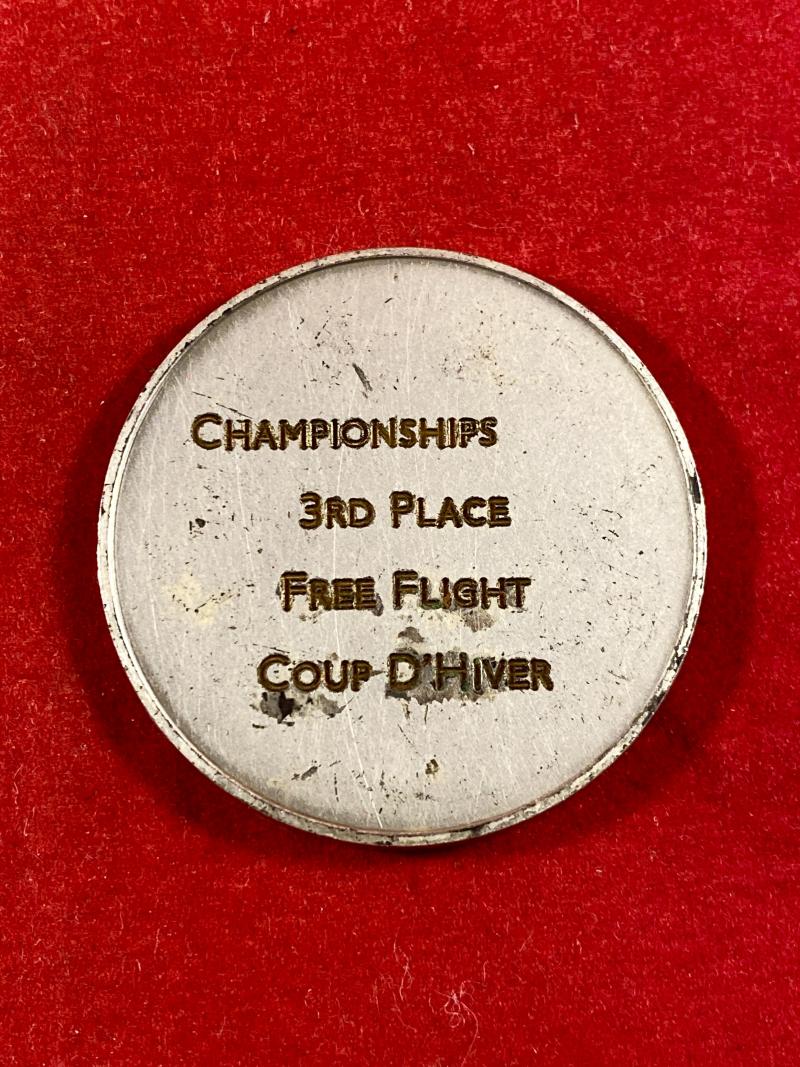 Championships
3rd Place
Free Flight
Coup D'Hiver